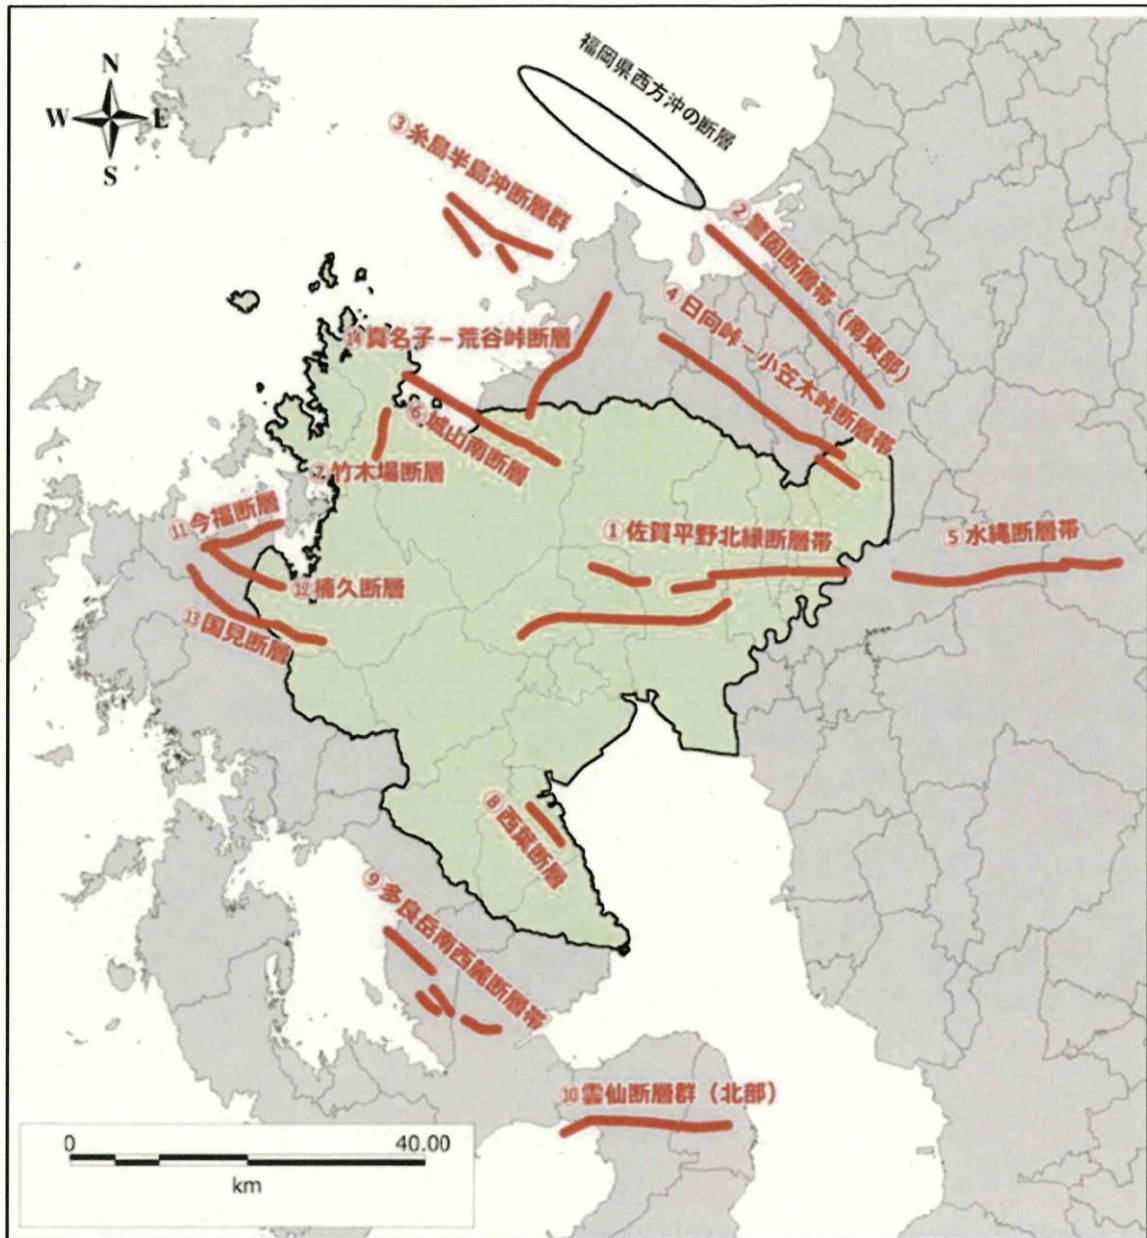 N
W
E
S
福岡県西方沖の断層
③糸島半島沖断層群
②警固断層帯（南東部）
④日向峠－小笠木峠断層帯
⑭真名子－荒谷峠断層
⑥城山南断層
⑦竹木場断層
⑪今福断層
①佐賀平野北縁断層帯
⑤水縄断層帯
⑫楠久断層
⑬国見断層
⑧西葉断層
⑨多良岳南西麓断層帯
⑩雲仙断層群（北部）
0
40.00
km